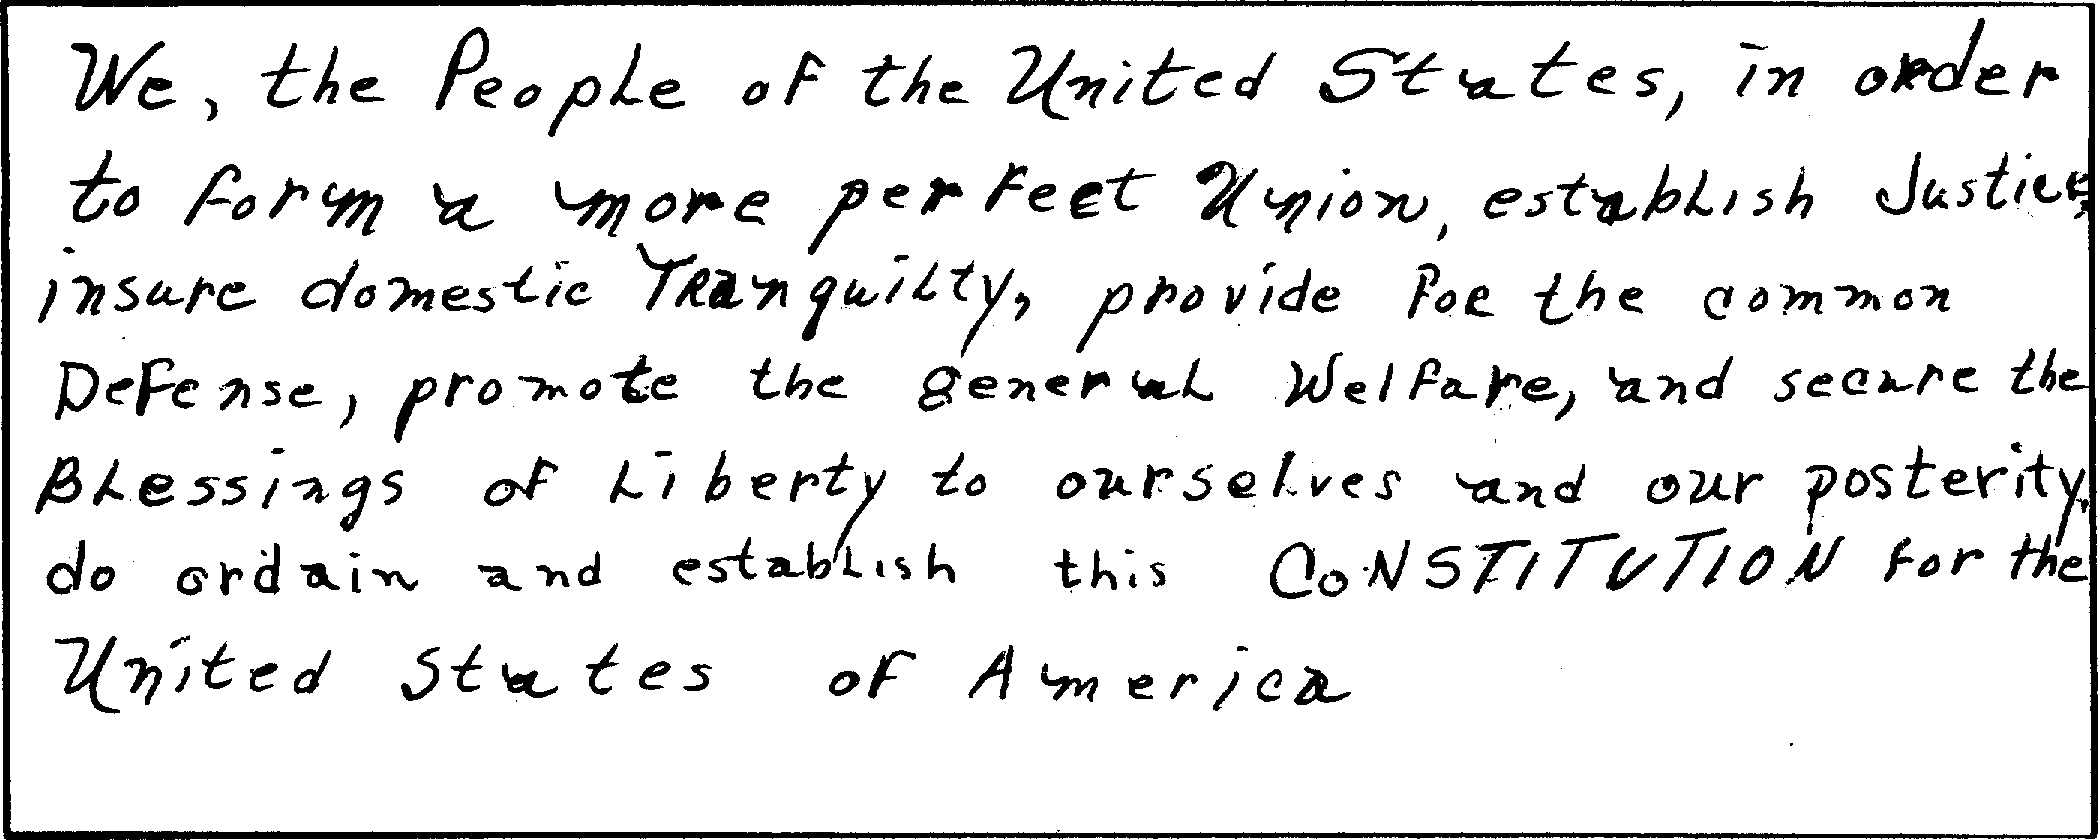 We, the People of the United States, in order
to form a more perfect Union, establish Justice,
insure domestic Tranquilty, provide for the common
Defense, promote the general Welfare, and secure the
Blessings of Liberty to ourselves and our posterity,
do ordain and establish this CONSTITUTION for the
United States of America